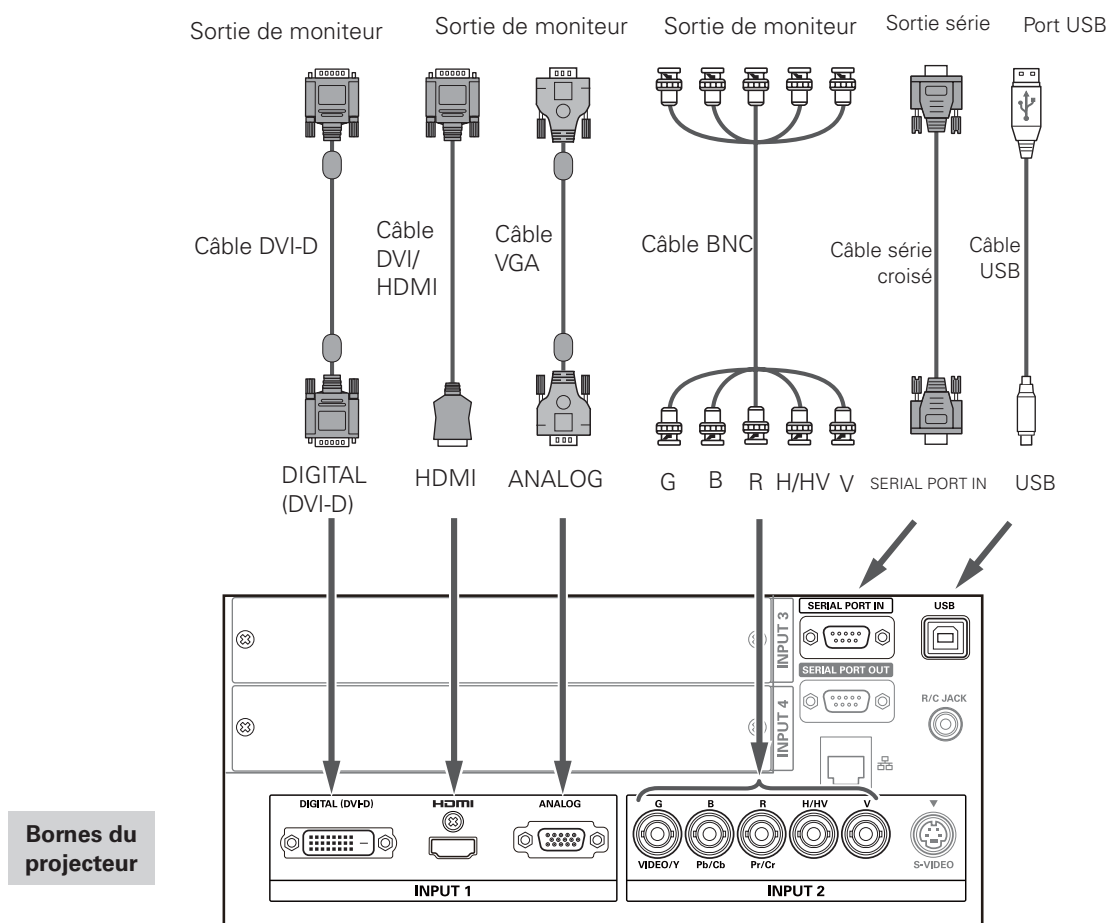 Sortie de moniteur
Sortie de moniteur
Sortie de moniteur
Sortie série
Port USB
Câble DVI-D
Câble
DVI/
HDMI
Câble
VGA
Câble BNC
Câble série
croisé
Câble
USB
DIGITAL
(DVI-D)
HDMI
ANALOG
G
B
R
H/HV
V
SERIAL PORT IN
USB
INPUT 3
SERIAL PORT IN
USB
SERIAL PORT OUT
INPUT 4
R/C JACK
Bornes du
projecteur
DIGITAL (DVI-D)
HDMI
ANALOG
G
B
R
H/HV
V
VIDEO/Y
Pb/Cb
Pr/Cr
S-VIDEO
INPUT 1
INPUT 2